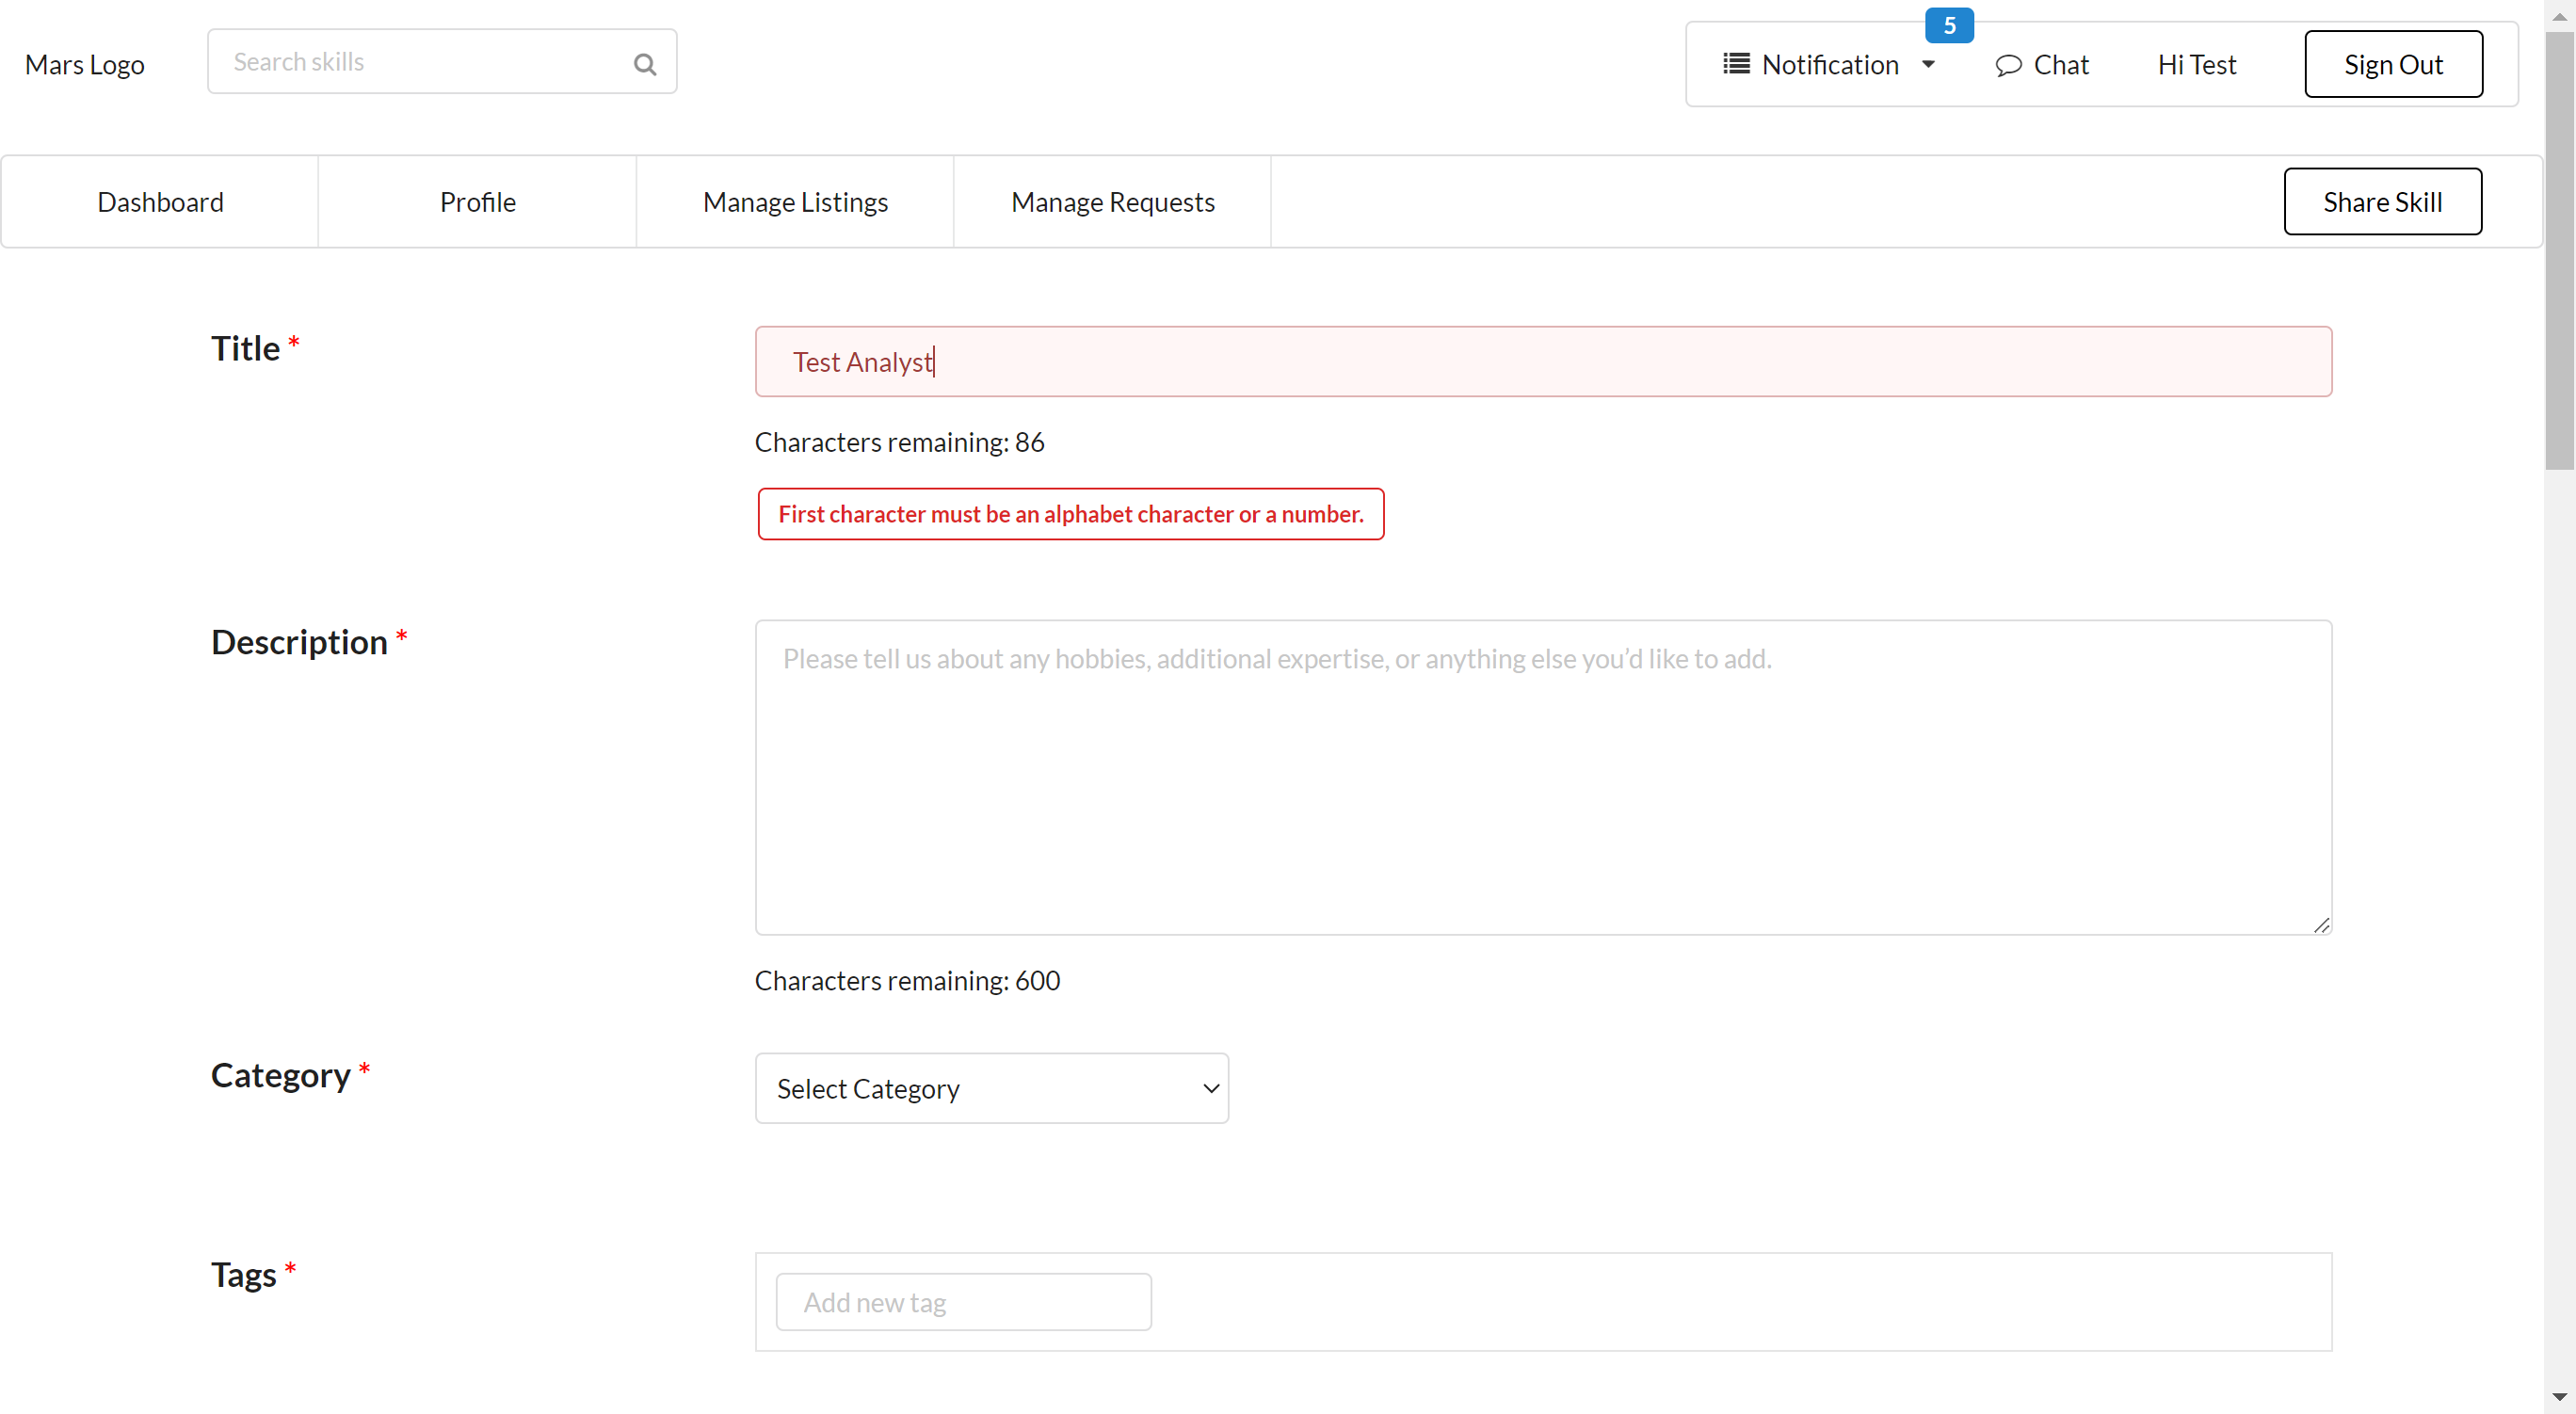 Mars Logo
Search skills
5
Notification
Chat
Hi Test
Sign Out
Dashboard
Profile
Manage Listings
Manage Requests
Share Skill
Title *
Test Analyst
Characters remaining: 86
First character must be an alphabet character or a number.
Description *
Please tell us about any hobbies, additional expertise, or anything else you’d like to add.
Characters remaining: 600
Category *
Select Category
Tags *
Add new tag